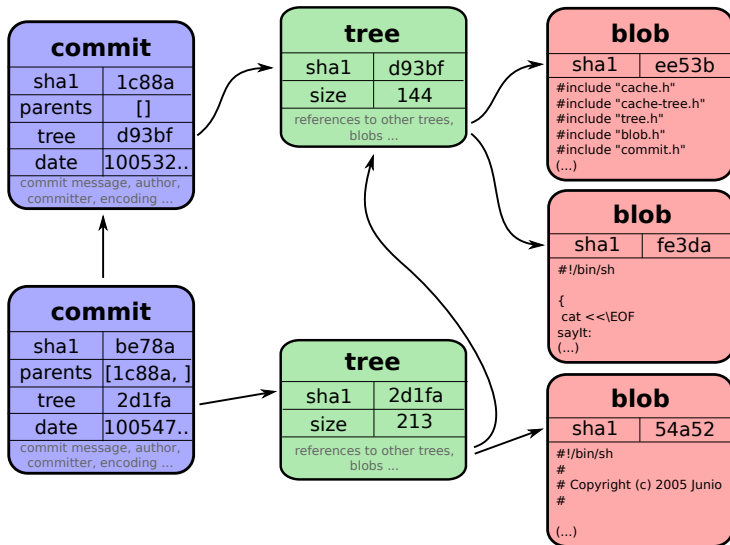 commit
sha1 1c88a
parents []
tree d93bf
date 100532..
commit message, author,
committer, encoding ...
tree
sha1 d93bf
size 144
references to other trees,
blobs ...
blob
sha1 ee53b
#include "cache.h"
#include "cache-tree.h"
#include "tree.h"
#include "blob.h"
#include "commit.h"
(...)
blob
sha1 fe3da
#!/bin/sh
{
cat <<\EOF
sayIt:
(...)
commit
sha1 be78a
parents [1c88a, ]
tree 2d1fa
date 100547..
commit message, author,
committer, encoding ...
tree
sha1 2d1fa
size 213
references to other trees,
blobs ...
blob
sha1 54a52
#!/bin/sh
#
# Copyright (c) 2005 Junio
#
(...)